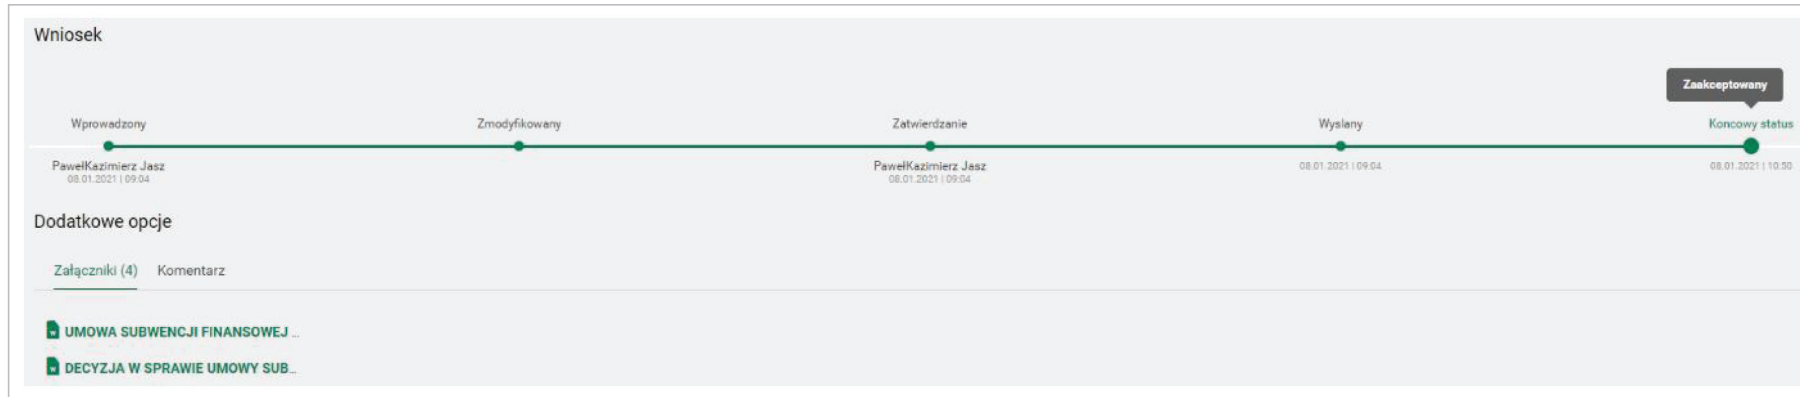 Wniosek
Zaakceptowany
Wprowadzony Zmodyfikowany Zatwierdzanie Wyslany Koncowy status
PawełKazimierz Jasz PawełKazimierz Jasz 08.01.2021 | 09:04 08.01.2021 | 10:50
08.01.2021 | 09:04 08.01.2021 | 09:04
Dodatkowe opcje
Załączniki (4) Komentarz
UMOWA SUBWENCJI FINANSOWEJ ...
DECYZJA W SPRAWIE UMOWY SUB...